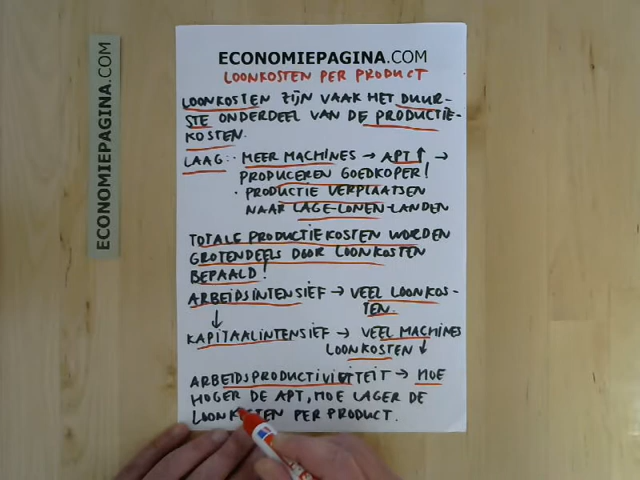 ECONOMIEPAGINA.COM
ECONOMIEPAGINA.COM
LOONKOSTEN PER PRODUCT
LOONKOSTEN ZIJN VAAK HET DUUR-
STE ONDERDEEL VAN DE PRODUCTIE-
KOSTEN.
LAAG: · MEER MACHINES → APT ↑ →
PRODUCEREN GOEDKOPER!
· PRODUCTIE VERPLAATSEN
NAAR LAGE-LONEN-LANDEN
TOTALE PRODUCTIEKOSTEN WORDEN
GROTENDEELS DOOR LOONKOSTEN
BEPAALD!
ARBEIDSINTENSIEF → VEEL LOONKOS-
TEN.
↓
KAPITAALINTENSIEF → VEEL MACHINES
LOONKOSTEN ↓
ARBEIDSPRODUCTIVITEIT → HOE
HOGER DE APT, HOE LAGER DE
LOONKOSTEN PER PRODUCT.